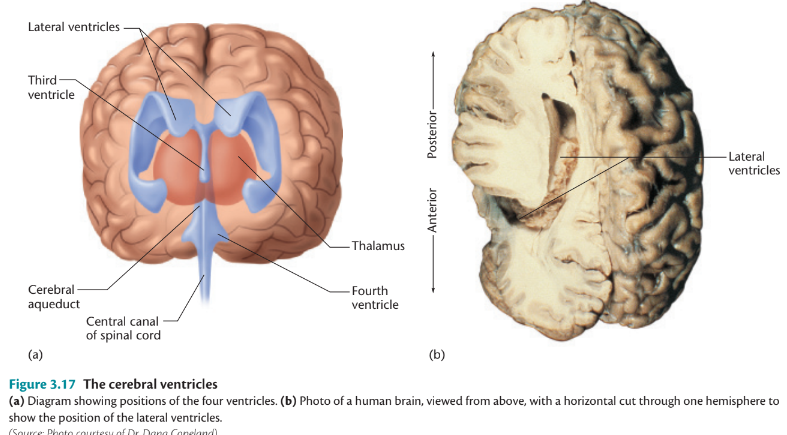 Lateral ventricles
Third
ventricle
Thalamus
Cerebral
aqueduct
Fourth
ventricle
Central canal
of spinal cord
(a)
Posterior
Anterior
Lateral
ventricles
(b)
Figure 3.17 The cerebral ventricles
(a) Diagram showing positions of the four ventricles. (b) Photo of a human brain, viewed from above, with a horizontal cut through one hemisphere to
show the position of the lateral ventricles.
(Source: Photo courtesy of Dr. Dana Copeland)